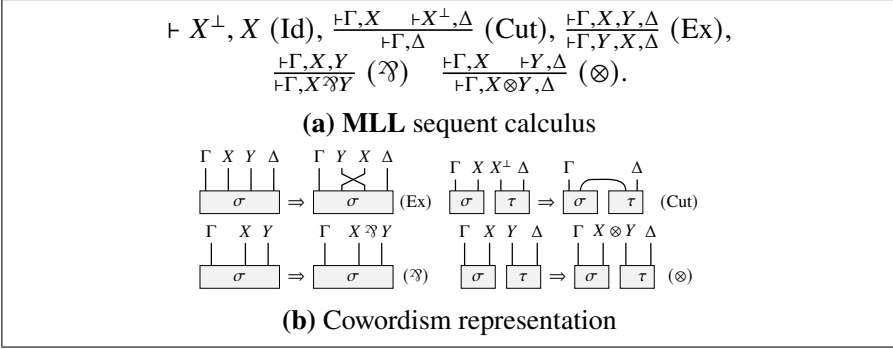 ⊢ X⊥, X (Id), ⊢Γ,X ⊢X⊥,Δ / ⊢Γ,Δ (Cut), ⊢Γ,X,Y,Δ / ⊢Γ,Y,X,Δ (Ex),
⊢Γ,X,Y / ⊢Γ,X⅋Y (⅋) ⊢Γ,X ⊢Y,Δ / ⊢Γ,X⊗Y,Δ (⊗).
(a) MLL sequent calculus
Γ X Y Δ Γ Y X Δ Γ X X⊥ Δ Γ Δ
σ ⇒ σ (Ex) σ τ ⇒ σ τ (Cut)
Γ X Y Γ X ⅋ Y Γ X Y Δ Γ X ⊗ Y Δ
σ ⇒ σ (⅋) σ τ ⇒ σ τ (⊗)
(b) Cowordism representation